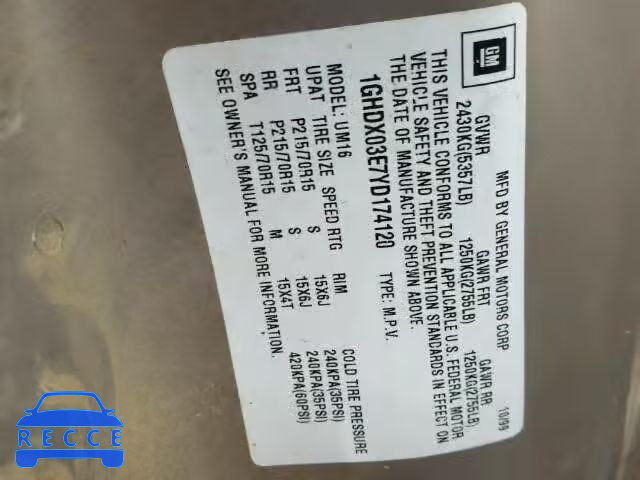 GM
MFD BY GENERAL MOTORS CORP 10/99
GVWR GAWR FRT GAWR RR
2430KG(5357LB) 1250KG(2755LB) 1250KG(2755LB)
THIS VEHICLE CONFORMS TO ALL APPLICABLE U.S. FEDERAL MOTOR
VEHICLE SAFETY AND THEFT PREVENTION STANDARDS IN EFFECT ON
THE DATE OF MANUFACTURE SHOWN ABOVE.
1GHDX03E7YD174120 TYPE: M.P.V.
MODEL: UM16 COLD TIRE PRESSURE
UPAT TIRE SIZE SPEED RTG RIM
FRT P215/70R15 S 15X6J 240KPA(35PSI)
RR P215/70R15 S 15X6J 240KPA(35PSI)
SPA T125/70R15 M 15X4T 420KPA(60PSI)
SEE OWNER'S MANUAL FOR MORE INFORMATION.
RECCE